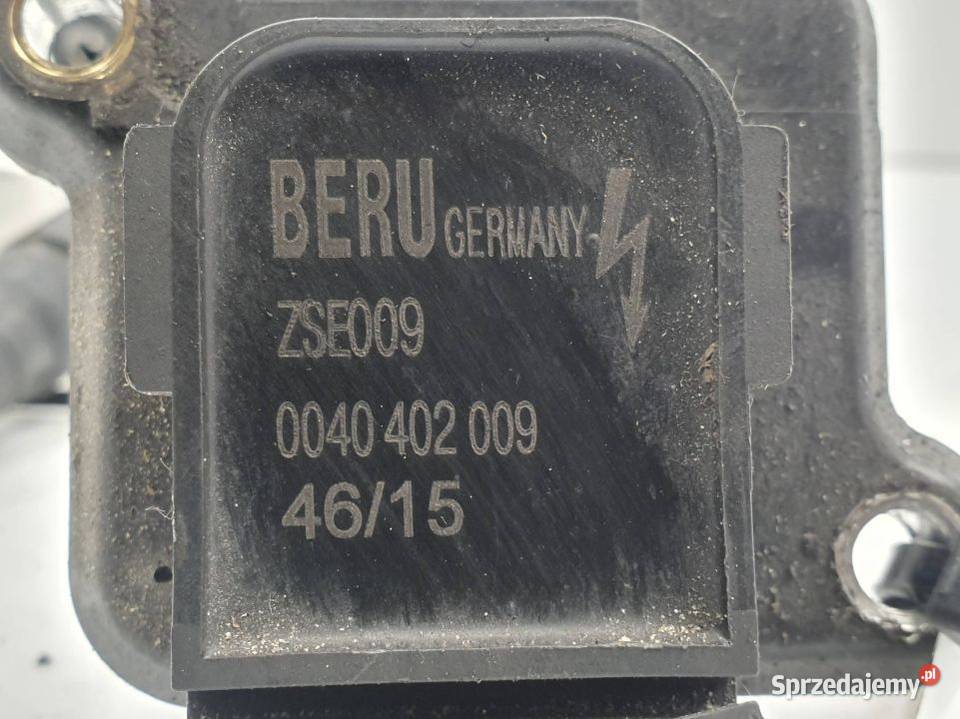 BERU GERMANY
ZSE009
0040 402 009
46/15
Sprzedajemy.pl